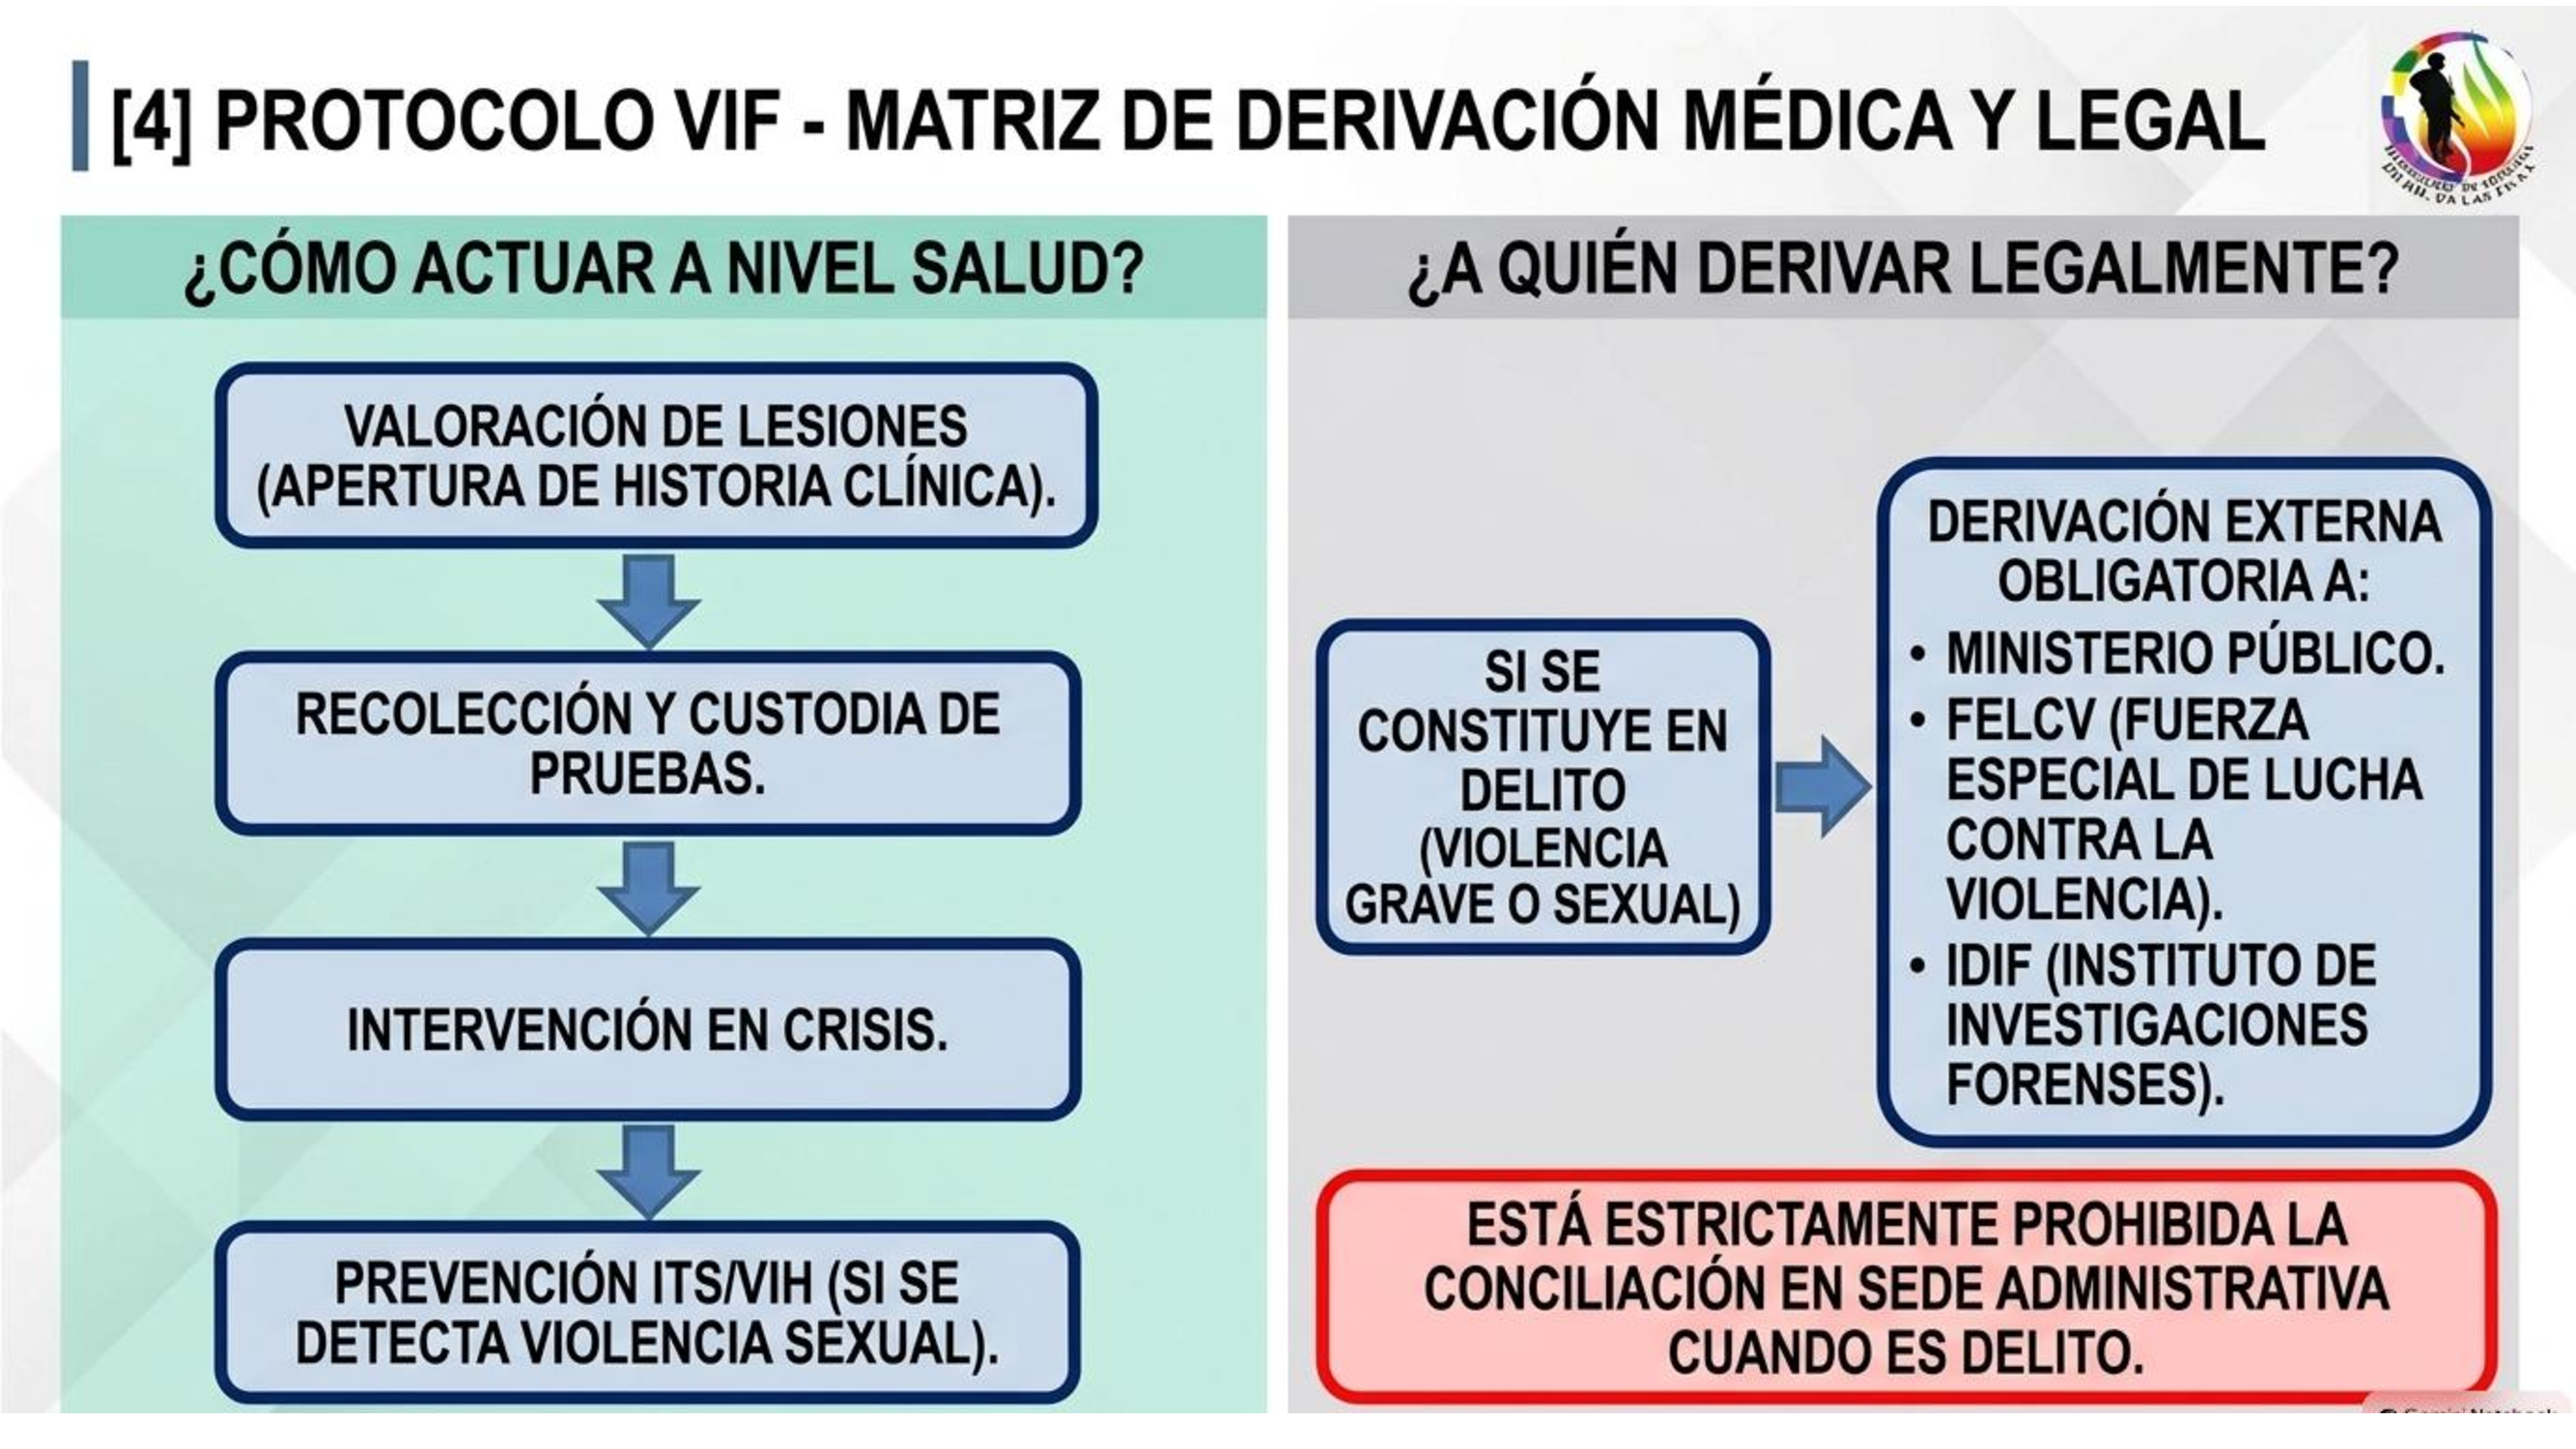 [4] PROTOCOLO VIF - MATRIZ DE DERIVACIÓN MÉDICA Y LEGAL
¿CÓMO ACTUAR A NIVEL SALUD?
VALORACIÓN DE LESIONES
(APERTURA DE HISTORIA CLÍNICA).
RECOLECCIÓN Y CUSTODIA DE
PRUEBAS.
INTERVENCIÓN EN CRISIS.
PREVENCIÓN ITS/VIH (SI SE
DETECTA VIOLENCIA SEXUAL).
¿A QUIÉN DERIVAR LEGALMENTE?
SI SE
CONSTITUYE EN
DELITO
(VIOLENCIA
GRAVE O SEXUAL)
DERIVACIÓN EXTERNA
OBLIGATORIA A:
• MINISTERIO PÚBLICO.
• FELCV (FUERZA
ESPECIAL DE LUCHA
CONTRA LA
VIOLENCIA).
• IDIF (INSTITUTO DE
INVESTIGACIONES
FORENSES).
ESTÁ ESTRICTAMENTE PROHIBIDA LA
CONCILIACIÓN EN SEDE ADMINISTRATIVA
CUANDO ES DELITO.